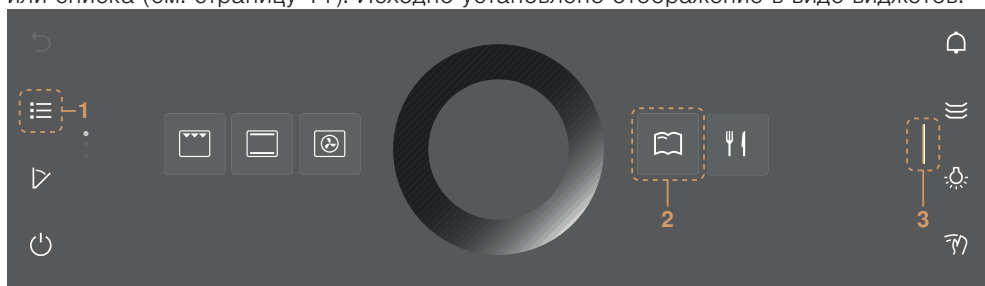 или списка (см. страницу Исходно установлено отображение в виде виджетов.
1
2
3